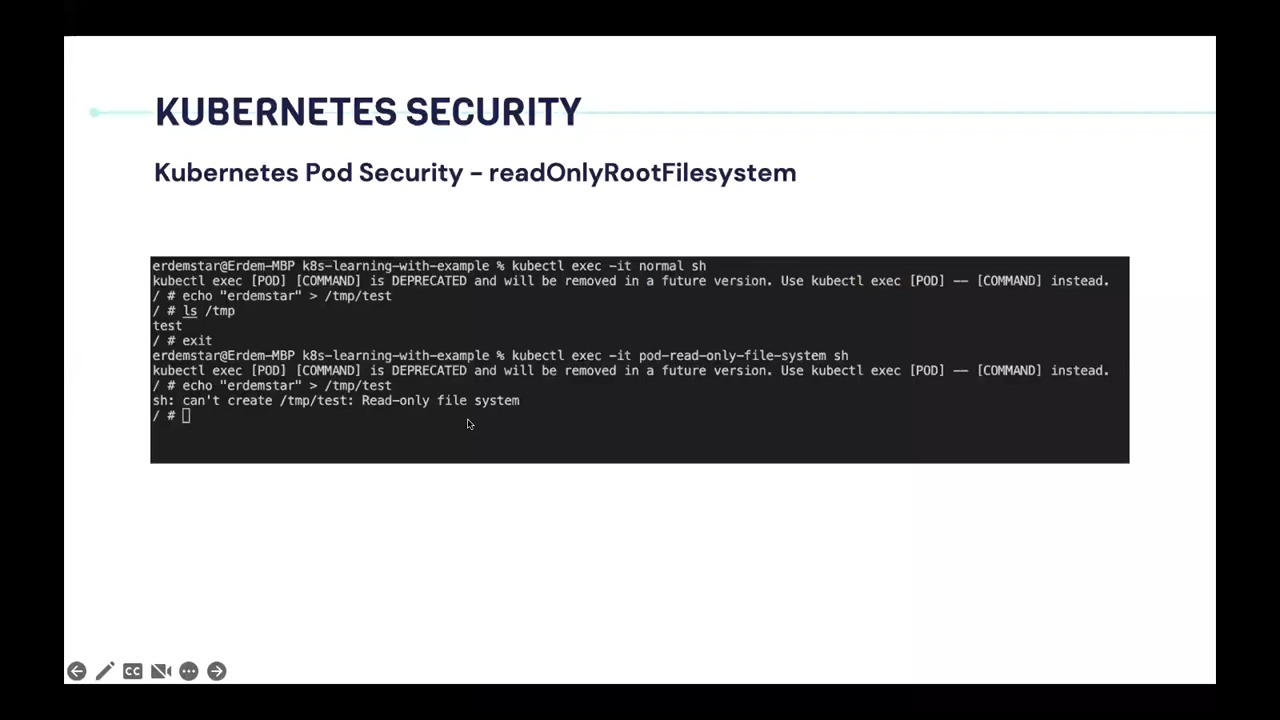 KUBERNETES SECURITY
Kubernetes Pod Security – readOnlyRootFilesystem
erdemstar@Erdem-MBP k8s-learning-with-example % kubectl exec -it normal sh
kubectl exec [POD] [COMMAND] is DEPRECATED and will be removed in a future version. Use kubectl exec [POD] -- [COMMAND] instead.
/ # echo "erdemstar" > /tmp/test
/ # ls /tmp
test
/ # exit
erdemstar@Erdem-MBP k8s-learning-with-example % kubectl exec -it pod-read-only-file-system sh
kubectl exec [POD] [COMMAND] is DEPRECATED and will be removed in a future version. Use kubectl exec [POD] -- [COMMAND] instead.
/ # echo "erdemstar" > /tmp/test
sh: can't create /tmp/test: Read-only file system
/ #
CC